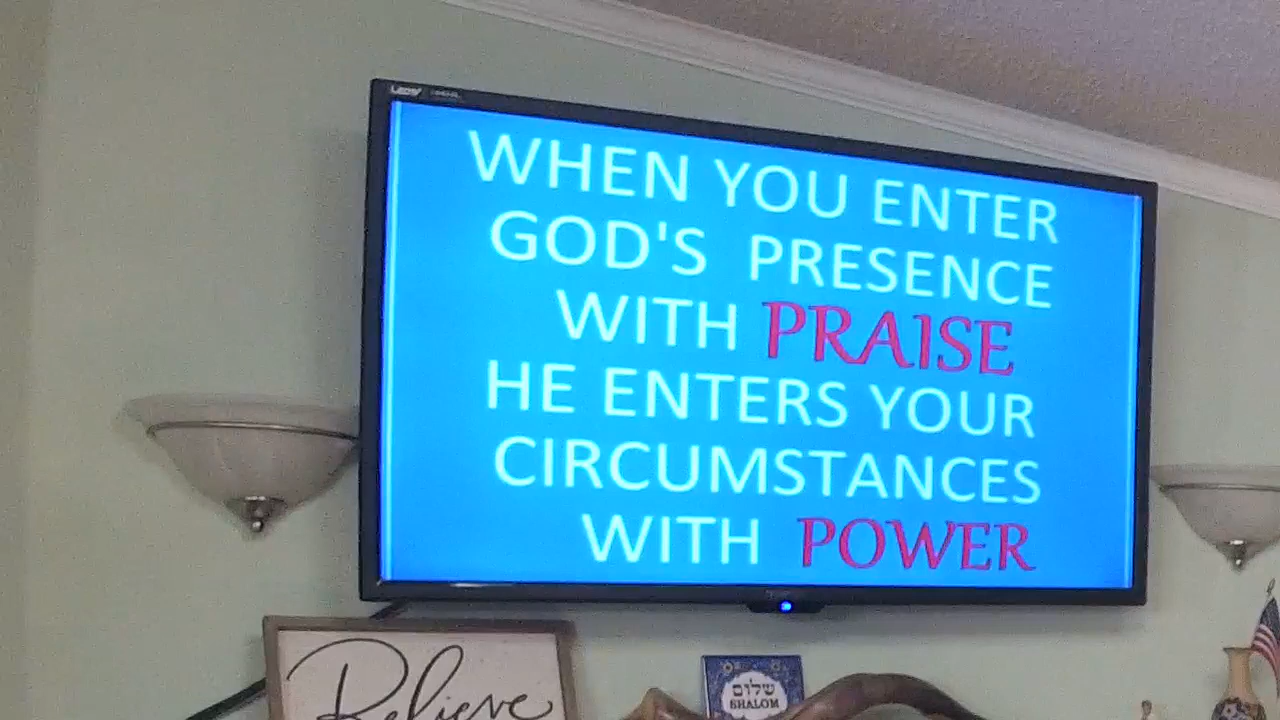 WHEN YOU ENTER
GOD'S PRESENCE
WITH PRAISE
HE ENTERS YOUR
CIRCUMSTANCES
WITH POWER
Believe
שלום
SHALOM